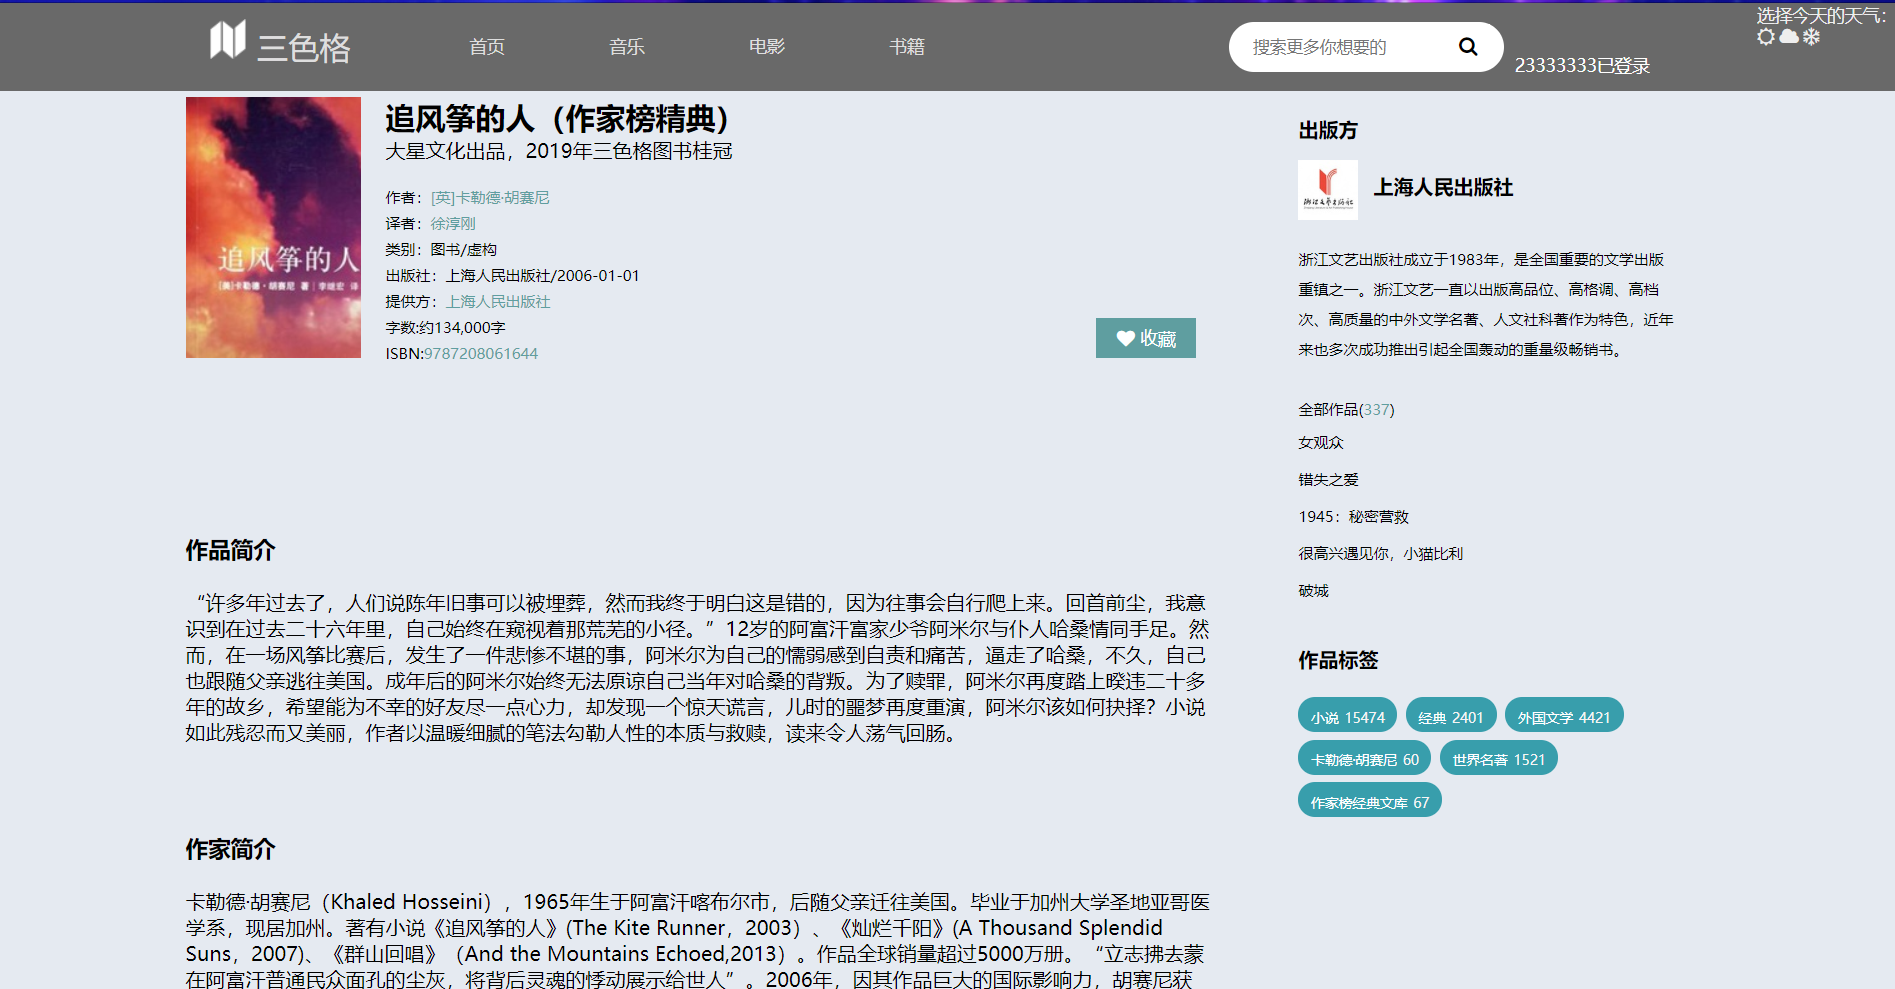 三色格
首页
音乐
电影
书籍
搜索更多你想要的
23333333已登录
选择今天的天气:
追风筝的人
[美]卡勒德·胡赛尼 著 | 李继宏 译
追风筝的人（作家榜精典）
大星文化出品，2019年三色格图书桂冠
作者：[英]卡勒德·胡赛尼
译者：徐淳刚
类别：图书/虚构
出版社：上海人民出版社/2006-01-01
提供方：上海人民出版社
字数:约134,000字
ISBN:9787208061644
收藏
作品简介
“许多年过去了，人们说陈年旧事可以被埋葬，然而我终于明白这是错的，因为往事会自行爬上来。回首前尘，我意
识到在过去二十六年里，自己始终在窥视着那荒芜的小径。”12岁的阿富汗富家少爷阿米尔与仆人哈桑情同手足。然
而，在一场风筝比赛后，发生了一件悲惨不堪的事，阿米尔为自己的懦弱感到自责和痛苦，逼走了哈桑，不久，自己
也跟随父亲逃往美国。成年后的阿米尔始终无法原谅自己当年对哈桑的背叛。为了赎罪，阿米尔再度踏上暌违二十多
年的故乡，希望能为不幸的好友尽一点心力，却发现一个惊天谎言，儿时的噩梦再度重演，阿米尔该如何抉择？小说
如此残忍而又美丽，作者以温暖细腻的笔法勾勒人性的本质与救赎，读来令人荡气回肠。
作家简介
卡勒德·胡赛尼（Khaled Hosseini），1965年生于阿富汗喀布尔市，后随父亲迁往美国。毕业于加州大学圣地亚哥医
学系，现居加州。著有小说《追风筝的人》(The Kite Runner，2003）、《灿烂千阳》(A Thousand Splendid
Suns，2007)、《群山回唱》（And the Mountains Echoed,2013）。作品全球销量超过5000万册。“立志拂去蒙
在阿富汗普通民众面孔的尘灰，将背后灵魂的悸动展示给世人”。2006年，因其作品巨大的国际影响力，胡赛尼获
出版方
浙江文艺出版社
上海人民出版社
浙江文艺出版社成立于1983年，是全国重要的文学出版
重镇之一。浙江文艺一直以出版高品位、高格调、高档
次、高质量的中外文学名著、人文社科著作为特色，近年
来也多次成功推出引起全国轰动的重量级畅销书。
全部作品(337)
女观众
错失之爱
1945：秘密营救
很高兴遇见你，小猫比利
破城
作品标签
小说 15474
经典 2401
外国文学 4421
卡勒德·胡赛尼 60
世界名著 1521
作家榜经典文库 67